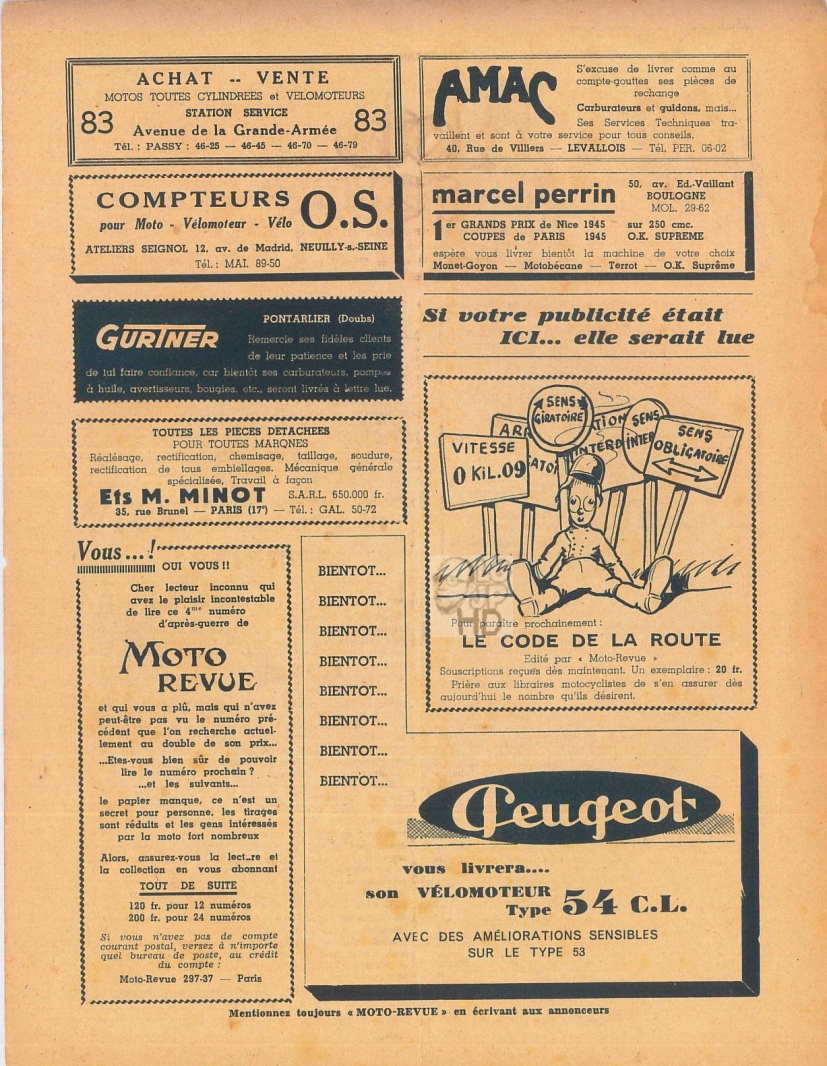 ACHAT -- VENTE
MOTOS TOUTES CYLINDREES et VELOMOTEURS
STATION SERVICE
83 Avenue de la Grande-Armée 83
Tél. : PASSY : 46-25 — 46-45 — 46-70 — 46-79
AMAC
S'excuse de livrer comme au
compte-gouttes ses pièces de
rechange
Carburateurs et guidons, mais...
Ses Services Techniques tra-
vaillent et sont à votre service pour tous conseils.
40, Rue de Villiers — LEVALLOIS — Tél. PER. 06-02
COMPTEURS O.S.
pour Moto - Vélomoteur - Vélo
ATELIERS SEIGNOL 12, av. de Madrid, NEUILLY-s.-SEINE
Tél. : MAI. 89-50
marcel perrin
50, av. Ed.-Vaillant
BOULOGNE
MOL. 29-62
1er GRANDS PRIX de Nice 1945 sur 250 cmc.
COUPES de PARIS 1945 O.K. SUPREME
espère vous livrer bientôt la machine de votre choix
Monet-Goyon — Motobécane — Terrot — O.K. Suprême
GURTNER
PONTARLIER (Doubs)
Remercie ses fidèles clients
de leur patience et les prie
de lui faire confiance, car bientôt ses carburateurs, pompes
à huile, avertisseurs, bougies, etc., seront livrés à lettre lue.
Si votre publicité était
ICI... elle serait lue
TOUTES LES PIECES DETACHEES
POUR TOUTES MARQNES
Réalésage, rectification, chemisage, taillage, soudure,
rectification de tous embiellages. Mécanique générale
spécialisée, Travail à façon
Ets M. MINOT S.A.R.L. 650.000 fr.
35, rue Brunel — PARIS (17e) — Tél. : GAL. 50-72
VITESSE
0 KIL.09
SENS
GIRATOIRE
SENS
INTERDIT
SENS
OBLIGATOIRE
Pour paraître prochainement :
LE CODE DE LA ROUTE
Edité par « Moto-Revue »
Souscriptions reçues dès maintenant. Un exemplaire : 20 fr.
Prière aux libraires motocyclistes de s'en assurer dès
aujourd'hui le nombre qu'ils désirent.
Vous...!
OUI VOUS !!
Cher lecteur inconnu qui
avez le plaisir incontestable
de lire ce 4me numéro
d'après-guerre de
MOTO
REVUE
et qui vous a plû, mais qui n'avez
peut-être pas vu le numéro pré-
cédent que l'on recherche actuel-
lement au double de son prix...
...Etes-vous bien sûr de pouvoir
lire le numéro prochain ?
...et les suivants...
le papier manque, ce n'est un
secret pour personne, les tirages
sont réduits et les gens intéressés
par la moto fort nombreux
Alors, assurez-vous la lect..re et
la collection en vous abonnant
TOUT DE SUITE
120 fr. pour 12 numéros
200 fr. pour 24 numéros
Si vous n'avez pas de compte
courant postal, versez à n'importe
quel bureau de poste, au crédit
du compte :
Moto-Revue 297-37 — Paris
BIENTOT...
BIENTOT...
BIENTOT...
BIENTOT...
BIENTOT...
BIENTOT...
BIENTOT...
BIENTOT...
Peugeot
vous livrera....
son VÉLOMOTEUR
Type 54 C.L.
AVEC DES AMÉLIORATIONS SENSIBLES
SUR LE TYPE 53
Mentionnez toujours « MOTO-REVUE » en écrivant aux annonceurs